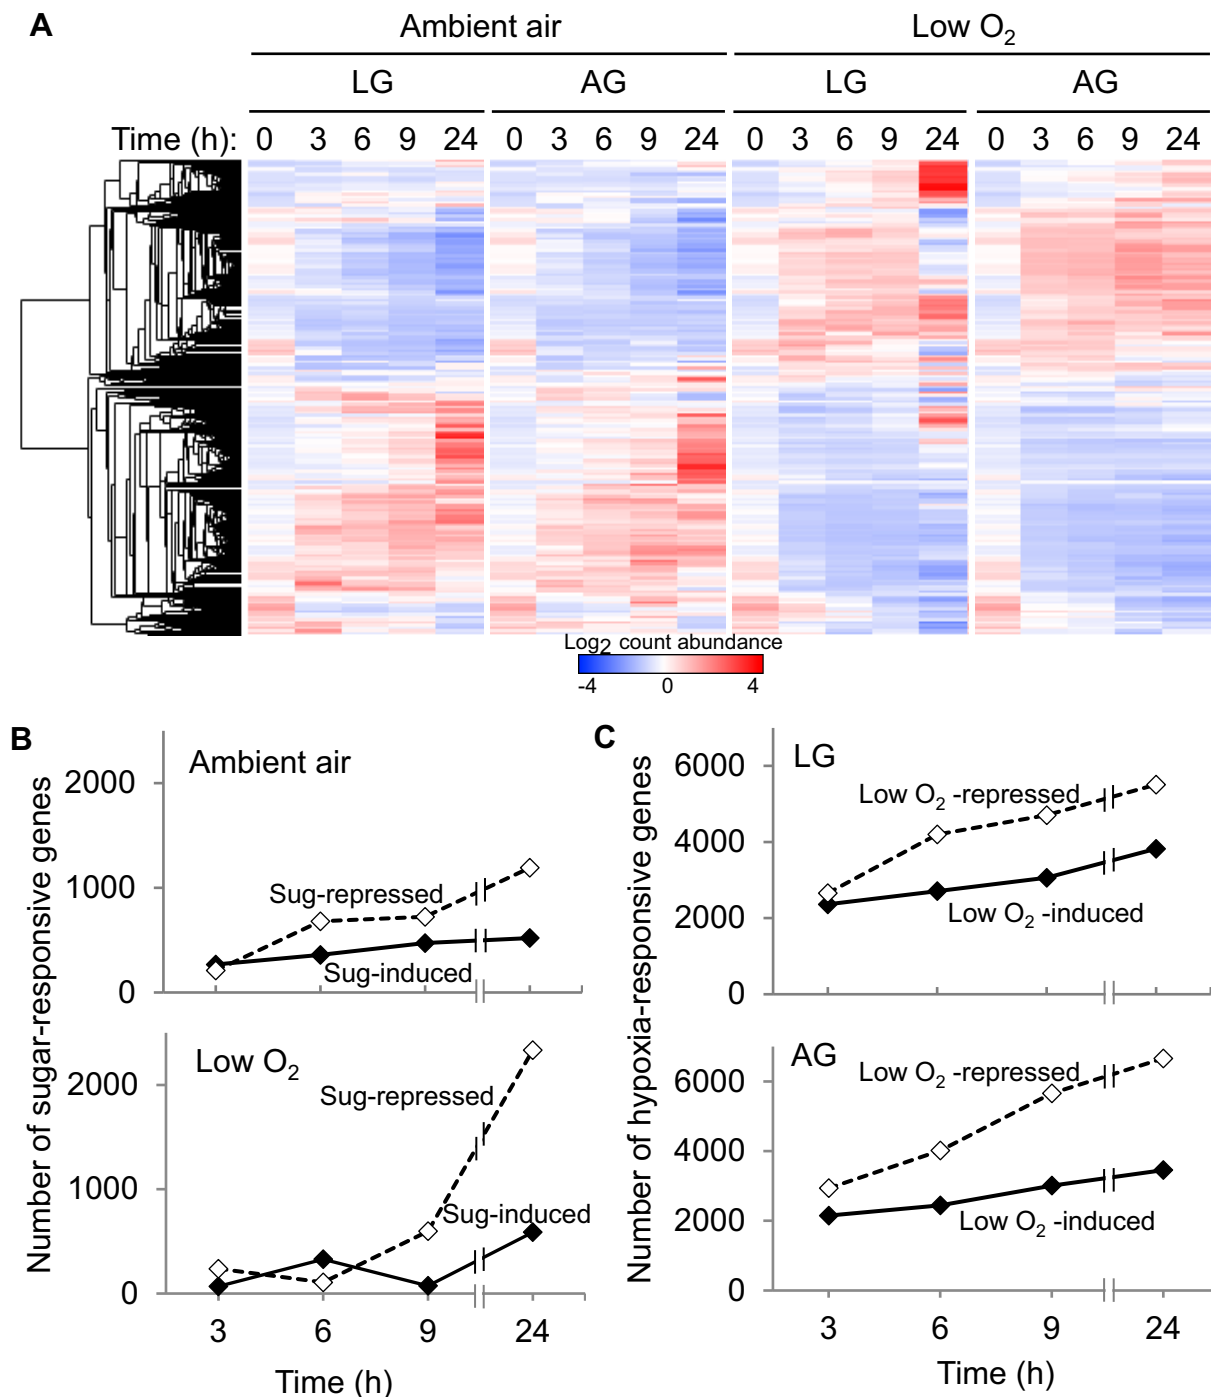 A
Ambient air Low O2
LG AG LG AG
Time (h): 0 3 6 9 24 0 3 6 9 24 0 3 6 9 24 0 3 6 9 24
Log2 count abundance
-4 0 4
B
Number of sugar-responsive genes
Ambient air
2000
1000
0
Sug-repressed
Sug-induced
Low O2
2000
1000
0
Sug-repressed
Sug-induced
3 6 9 24
Time (h)
C
Number of hypoxia-responsive genes
LG
6000
4000
2000
0
Low O2 -repressed
Low O2 -induced
AG
6000
4000
2000
0
Low O2 -repressed
Low O2 -induced
3 6 9 24
Time (h)